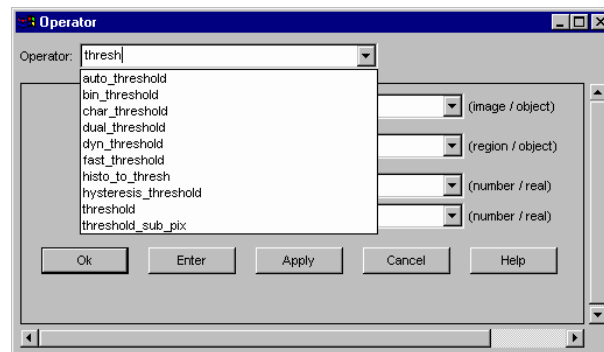 Operator
Operator: thresh
auto_threshold
bin_threshold
char_threshold
dual_threshold
dyn_threshold
fast_threshold
histo_to_thresh
hysteresis_threshold
threshold
threshold_sub_pix
(image / object)
(region / object)
(number / real)
(number / real)
Ok Enter Apply Cancel Help